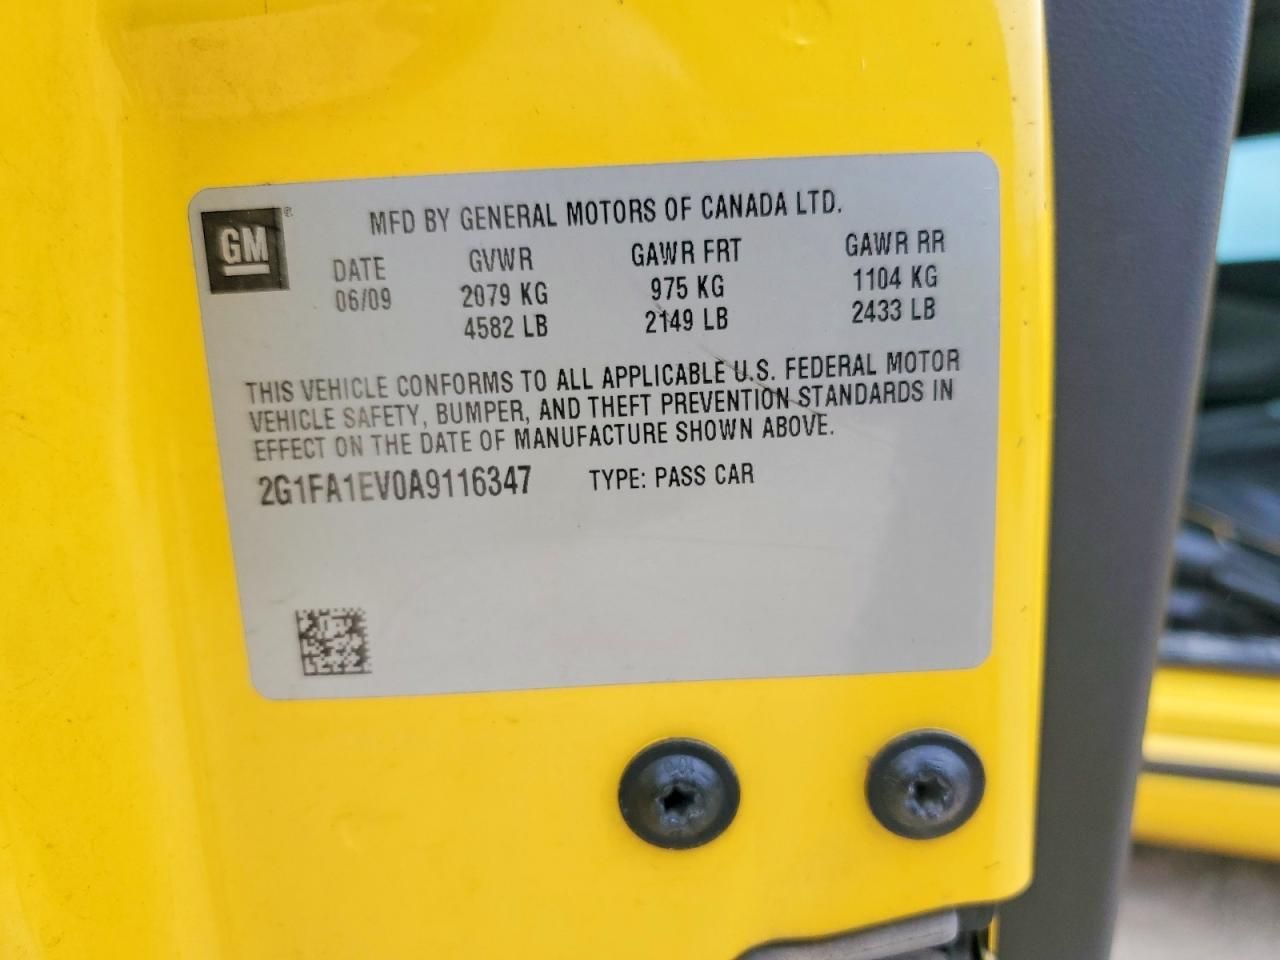 GM ®
MFD BY GENERAL MOTORS OF CANADA LTD.
DATE GVWR GAWR FRT GAWR RR
06/09 2079 KG 975 KG 1104 KG
4582 LB 2149 LB 2433 LB
THIS VEHICLE CONFORMS TO ALL APPLICABLE U.S. FEDERAL MOTOR
VEHICLE SAFETY, BUMPER, AND THEFT PREVENTION STANDARDS IN
EFFECT ON THE DATE OF MANUFACTURE SHOWN ABOVE.
2G1FA1EV0A9116347 TYPE: PASS CAR